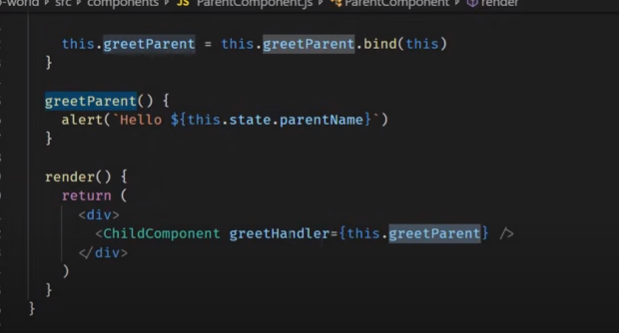 -world > src > components > JS ParentComponent.js > ParentComponent > render
this.greetParent = this.greetParent.bind(this)
}
greetParent() {
alert(`Hello ${this.state.parentName}`)
}
render() {
return (
<div>
<ChildComponent greetHandler={this.greetParent} />
</div>
)
}
}